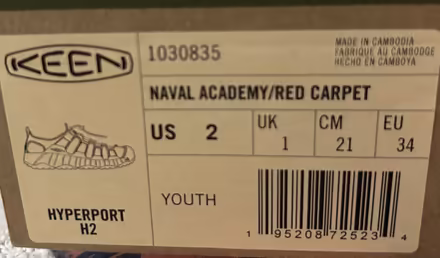 KEEN
1030835
MADE IN CAMBODIA
FABRIQUÉ AU CAMBODGE
HECHO EN CAMBOYA
NAVAL ACADEMY/RED CARPET
US 2
UK 1
CM 21
EU 34
YOUTH
HYPERPORT
H2
1 95208 72523 4